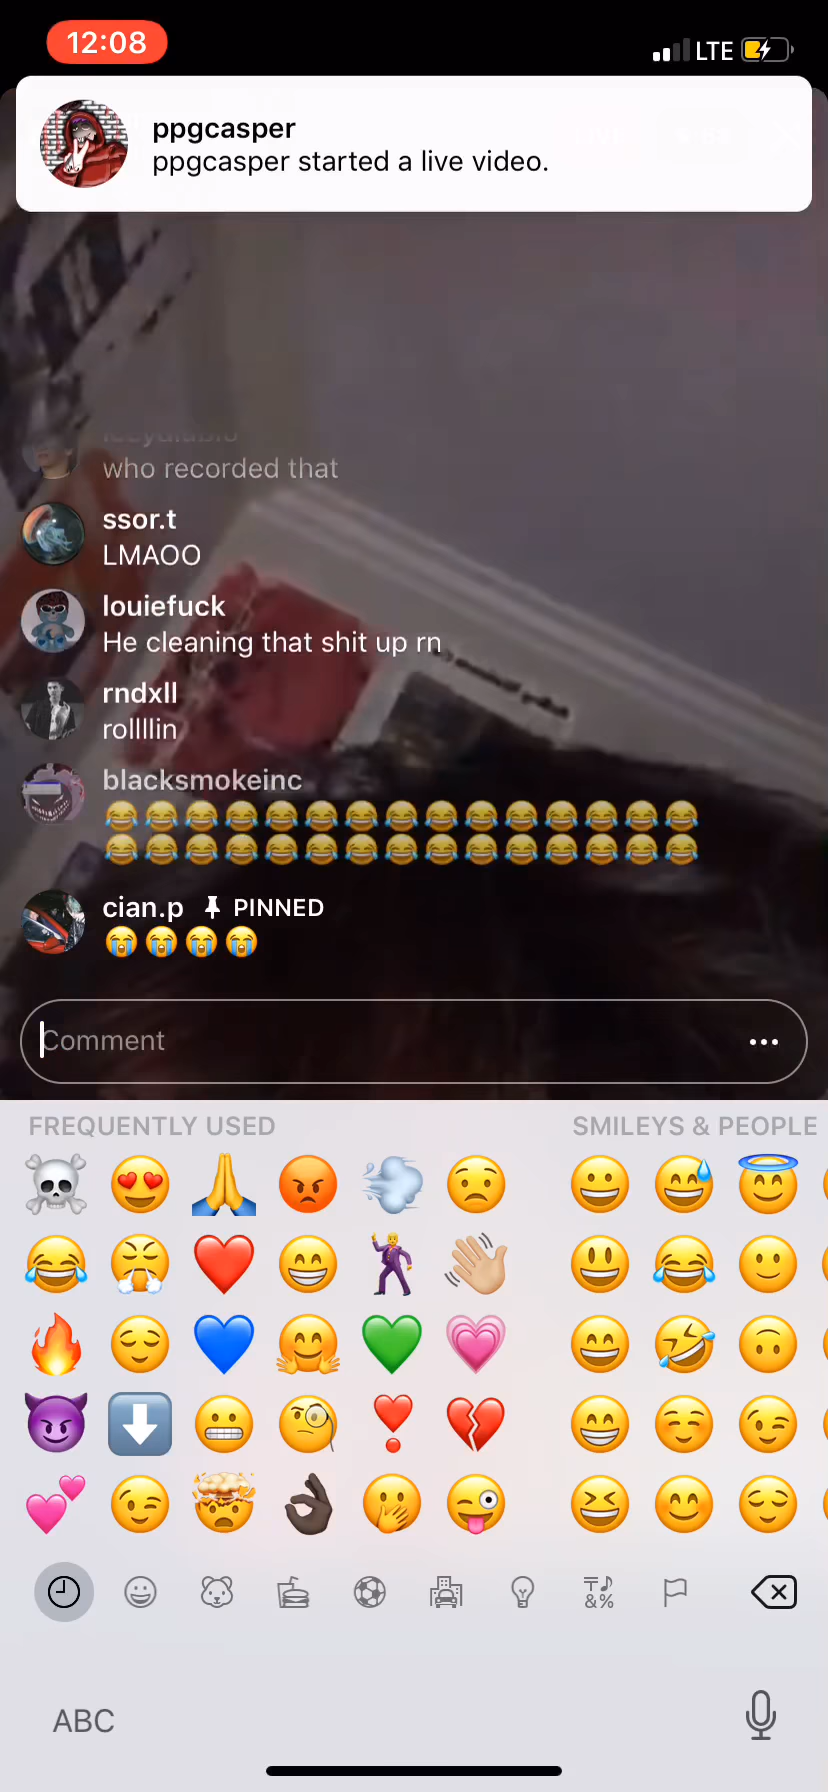 12:08
LTE
ppgcasper
ppgcasper started a live video.
who recorded that
ssor.t
LMAOO
louiefuck
He cleaning that shit up rn
rndxll
rolllllin
blacksmokeinc
😂😂😂😂😂😂😂😂😂😂😂😂😂😂😂
😂😂😂😂😂😂😂😂😂😂😂😂😂😂😂
cian.p PINNED
😭😭😭😭
Comment
FREQUENTLY USED SMILEYS & PEOPLE
ABC